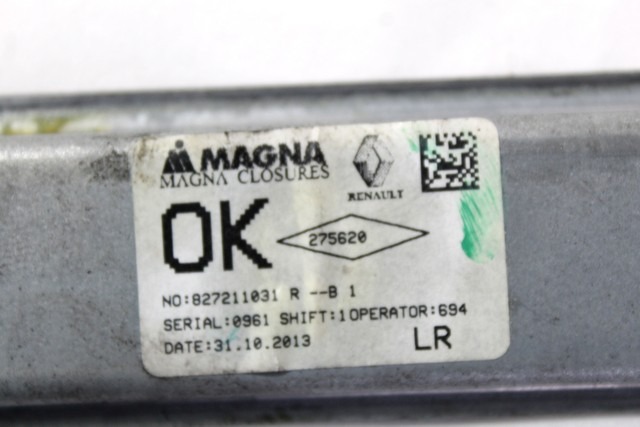 MAGNA
MAGNA CLOSURES
RENAULT
OK
275620
NO:827211031 R --B 1
SERIAL:0961 SHIFT:1OPERATOR:694
DATE:31.10.2013
LR